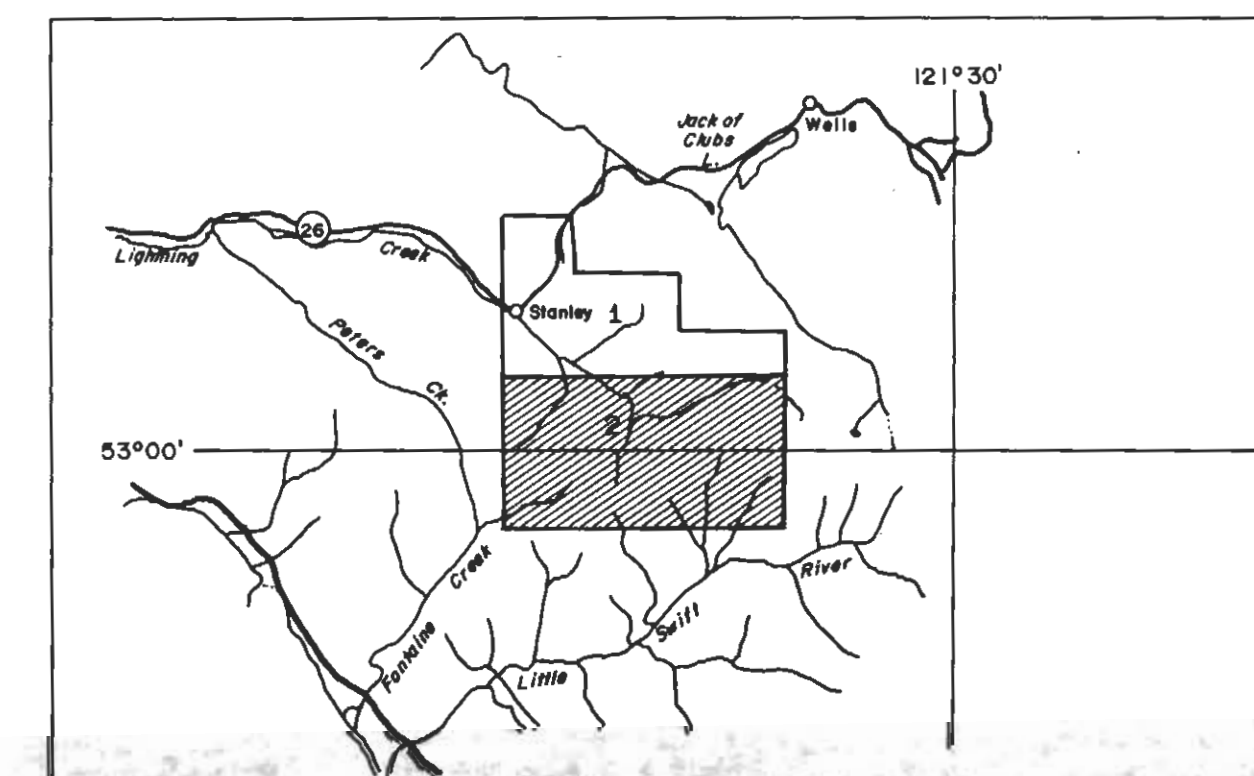 121°30'
Jack of
Clubs
L.
Wells
26
Lighming
Creek
Stanley
1
Peters
Ck.
2
53°00'
Creek
River
Fontaine
Swift
Little